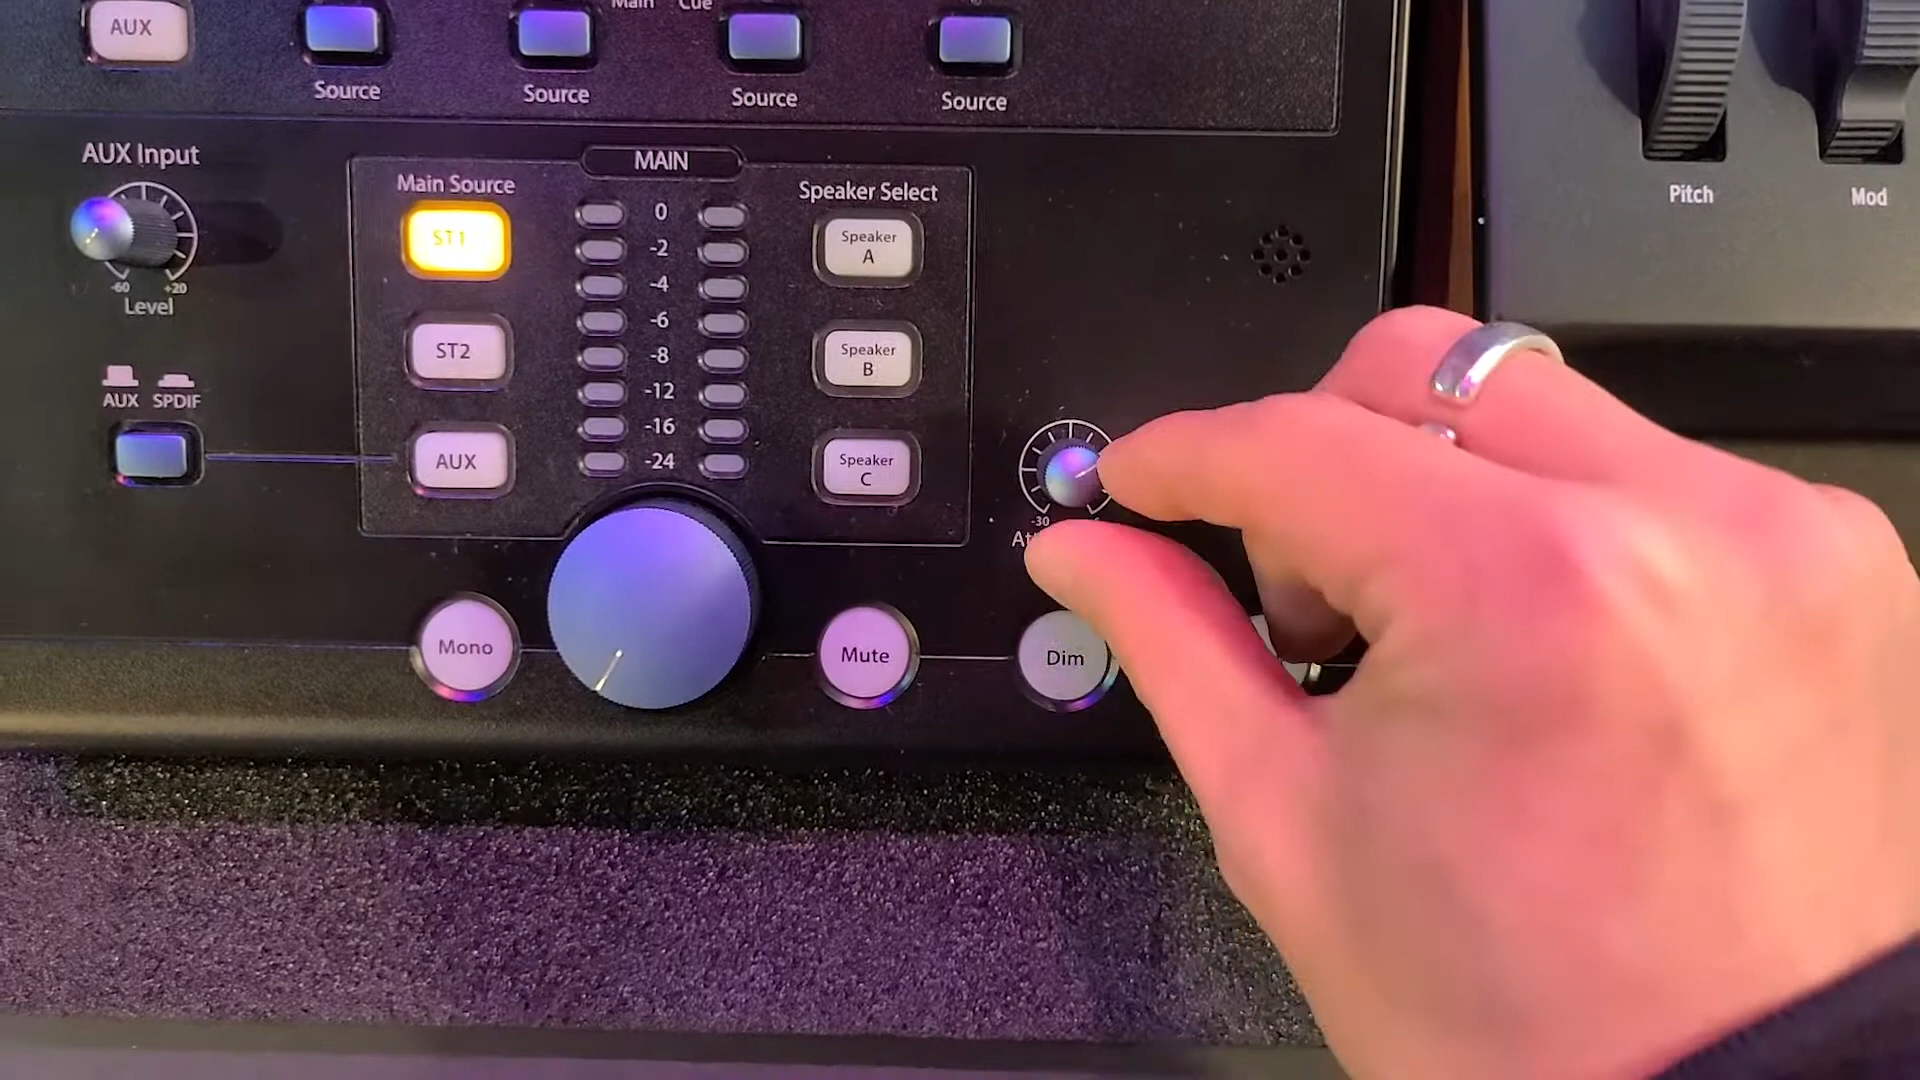 Main Cue
AUX
Source
Source
Source
Source
AUX Input
-60 +20
Level
AUX SPDIF
MAIN
Main Source
ST1
ST2
AUX
0
-2
-4
-6
-8
-12
-16
-24
Speaker Select
Speaker
A
Speaker
B
Speaker
C
-30
Mono
Mute
Dim
Pitch
Mod